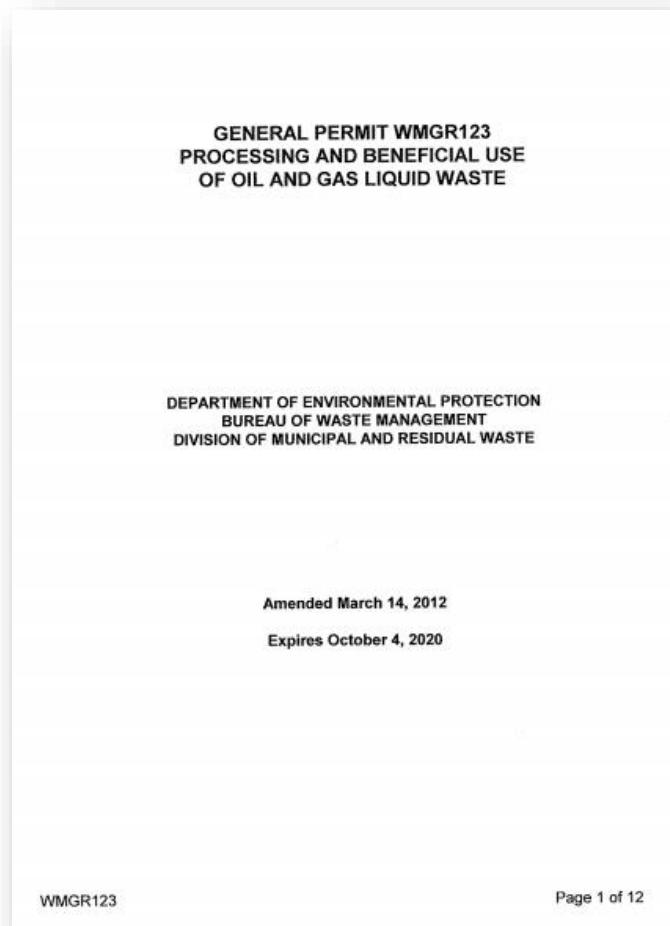 GENERAL PERMIT WMGR123
PROCESSING AND BENEFICIAL USE
OF OIL AND GAS LIQUID WASTE
DEPARTMENT OF ENVIRONMENTAL PROTECTION
BUREAU OF WASTE MANAGEMENT
DIVISION OF MUNICIPAL AND RESIDUAL WASTE
Amended March 14, 2012
Expires October 4, 2020
WMGR123
Page 1 of 12